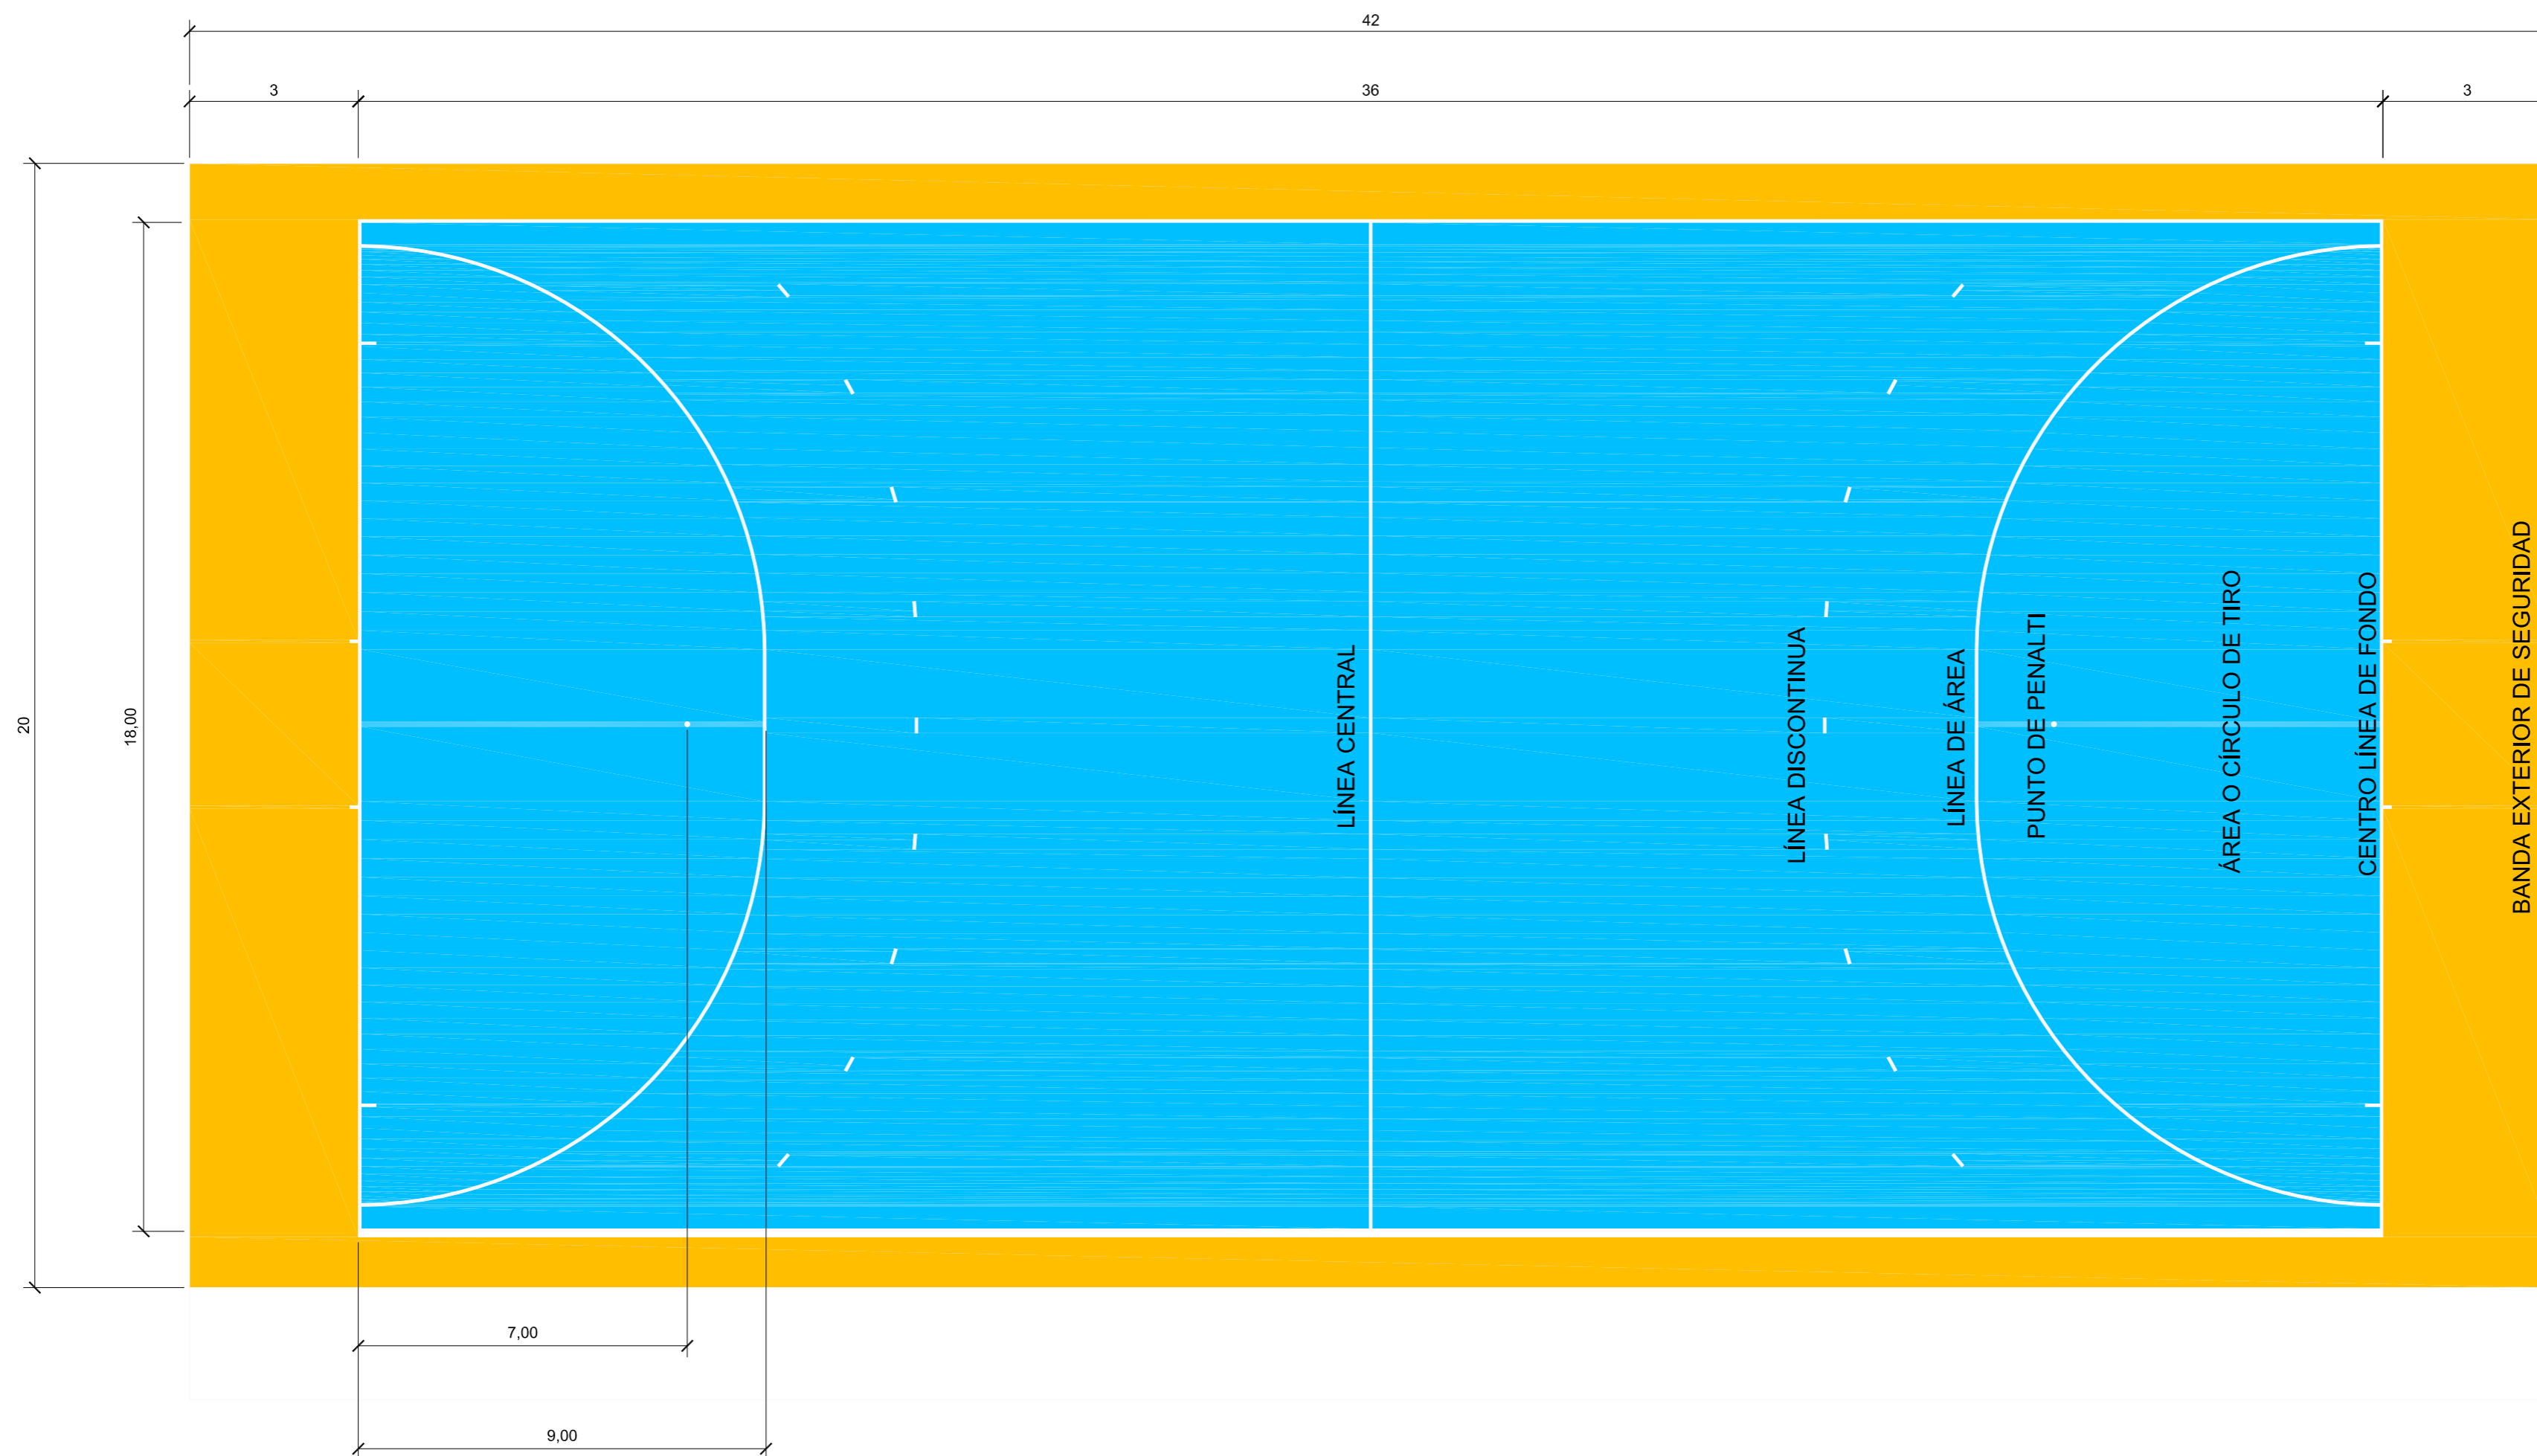 42
3
36
3
20
18,00
LÍNEA CENTRAL
LÍNEA DISCONTINUA
LÍNEA DE ÁREA
PUNTO DE PENALTI
ÁREA O CÍRCULO DE TIRO
CENTRO LÍNEA DE FONDO
BANDA EXTERIOR DE SEGURIDAD
7,00
9,00